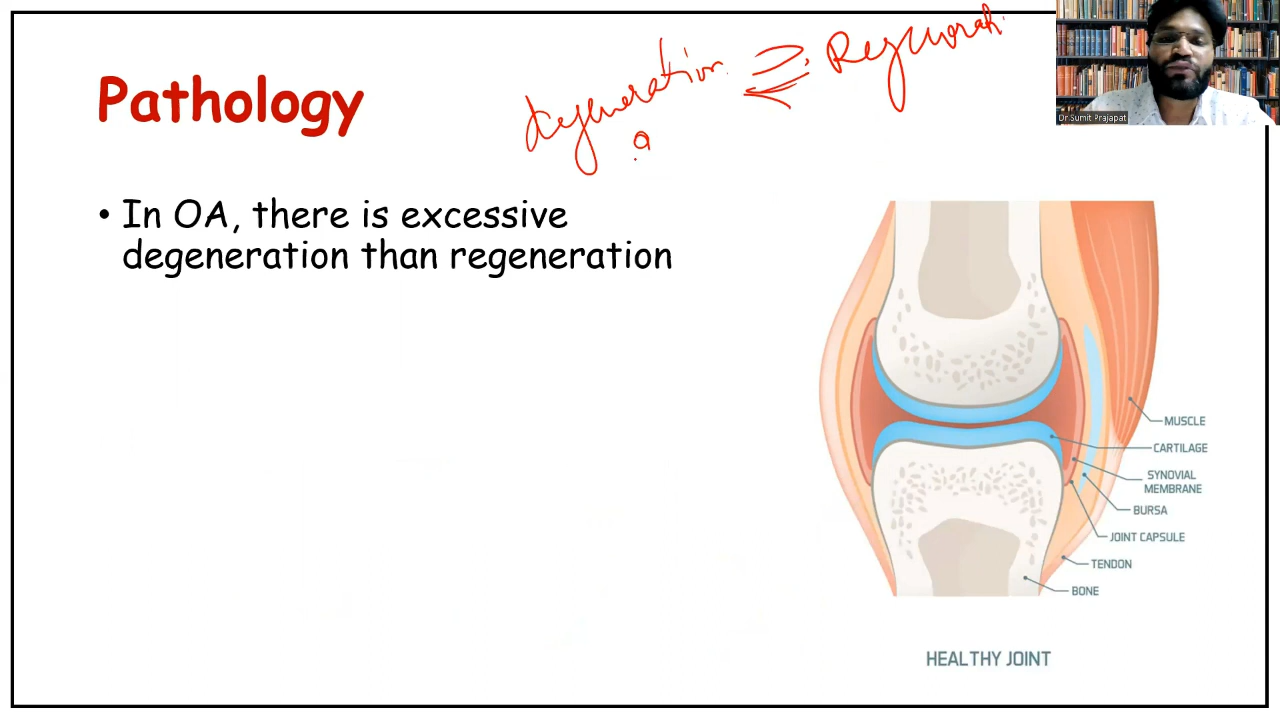 Pathology
degeneration ⇌ Regenerati
Dr.Sumit Prajapat
• In OA, there is excessive
degeneration than regeneration
MUSCLE
CARTILAGE
SYNOVIAL
MEMBRANE
BURSA
JOINT CAPSULE
TENDON
BONE
HEALTHY JOINT